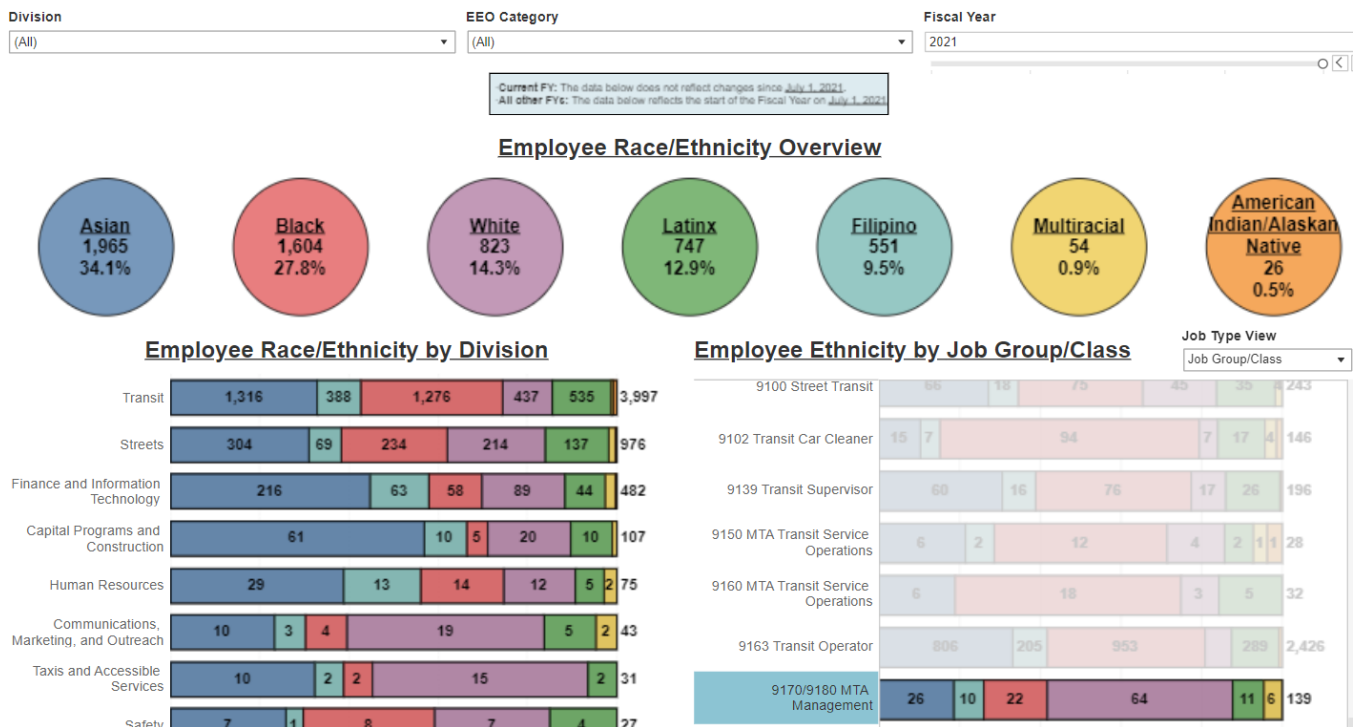 Division
EEO Category
Fiscal Year
(All)
(All)
2021
·Current FY: The data below does not reflect changes since July 1, 2021.
·All other FYs: The data below reflects the start of the Fiscal Year on July 1, 2021
Employee Race/Ethnicity Overview
Asian
1,965
34.1%
Black
1,604
27.8%
White
823
14.3%
Latinx
747
12.9%
Filipino
551
9.5%
Multiracial
54
0.9%
American
Indian/Alaskan
Native
26
0.5%
Employee Race/Ethnicity by Division
Transit 1,316 388 1,276 437 535 3,997
Streets 304 69 234 214 137 976
Finance and Information
Technology 216 63 58 89 44 482
Capital Programs and
Construction 61 10 5 20 10 107
Human Resources 29 13 14 12 5 2 75
Communications,
Marketing, and Outreach 10 3 4 19 5 2 43
Taxis and Accessible
Services 10 2 2 15 2 31
Safety 7 1 8 7 4 27
Employee Ethnicity by Job Group/Class
Job Type View
Job Group/Class
9100 Street Transit 66 18 75 45 35 4 243
9102 Transit Car Cleaner 15 7 94 7 17 4 146
9139 Transit Supervisor 60 16 76 17 26 196
9150 MTA Transit Service
Operations 6 2 12 4 2 1 1 28
9160 MTA Transit Service
Operations 6 18 3 5 32
9163 Transit Operator 806 205 953 289 2,426
9170/9180 MTA
Management 26 10 22 64 11 6 139